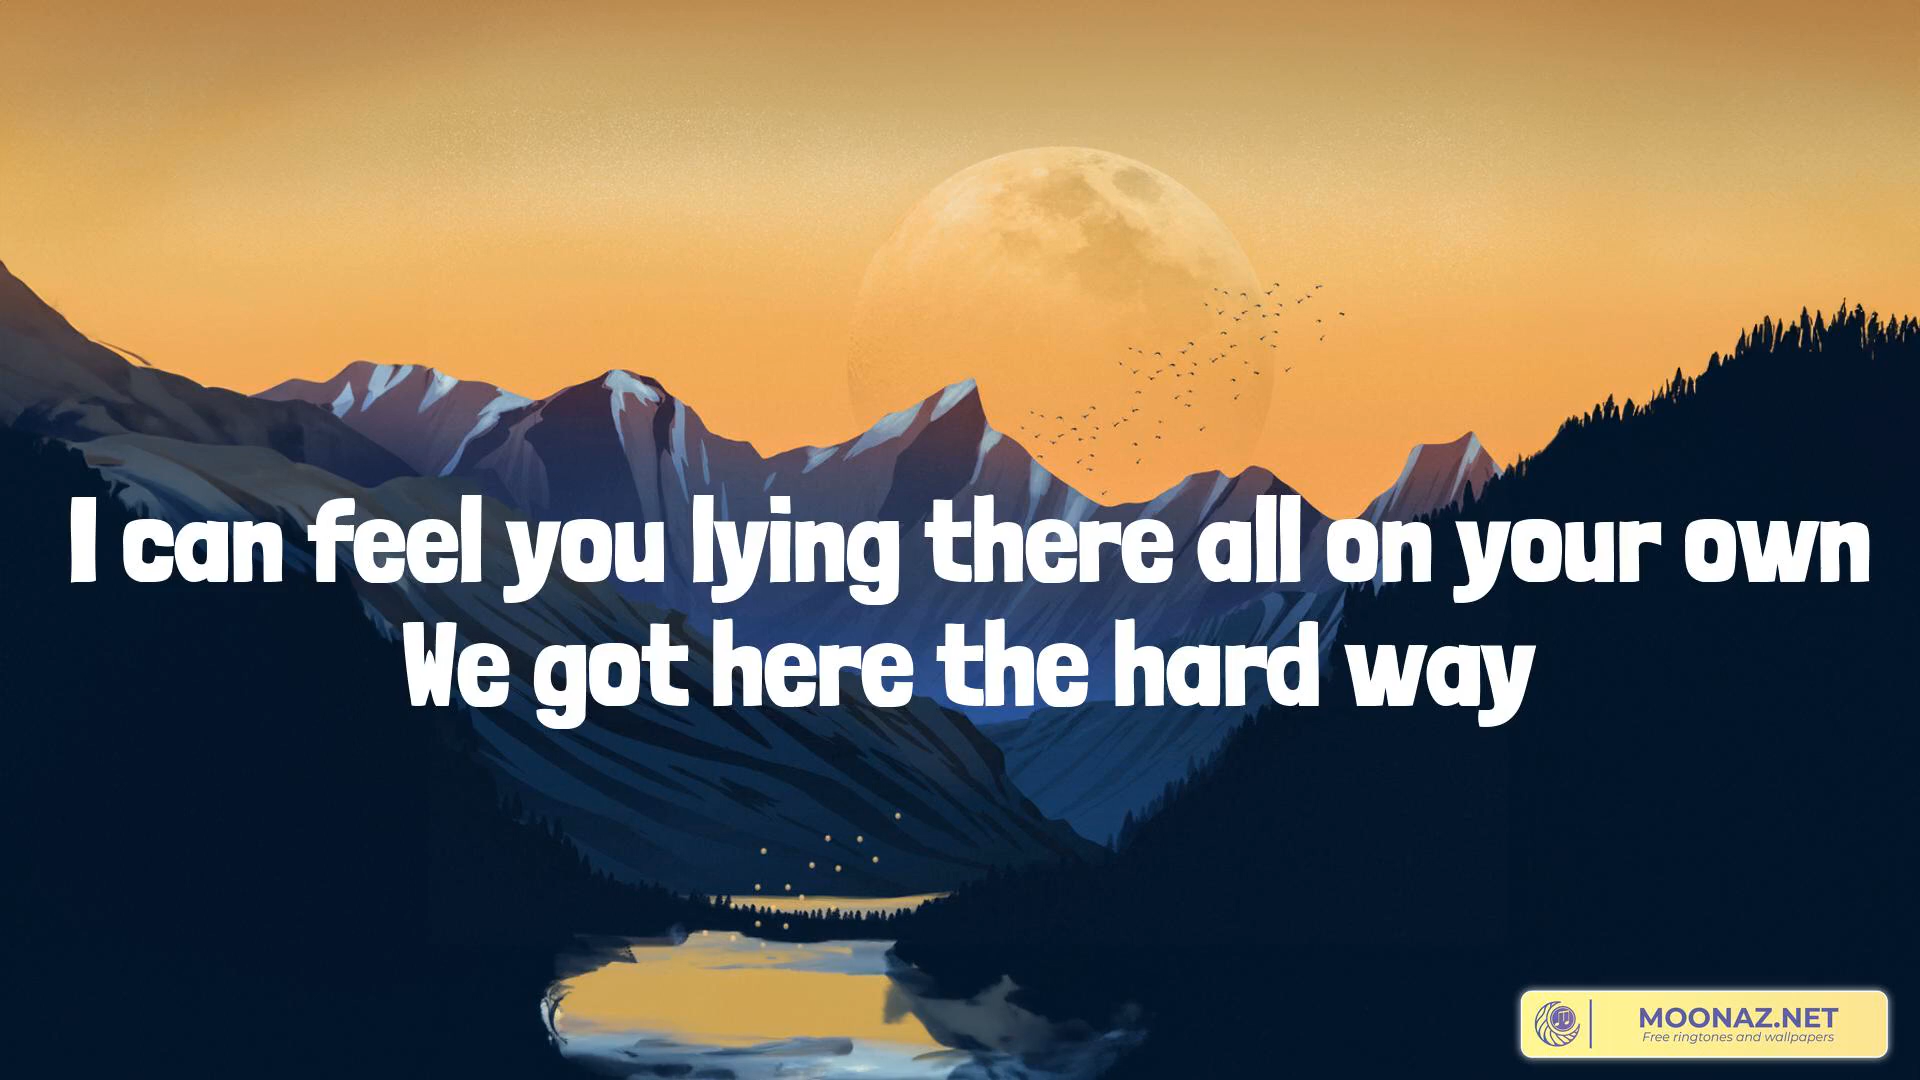 I can feel you lying there all on your own
We got here the hard way
MOONAZ.NET
Free ringtones and wallpapers